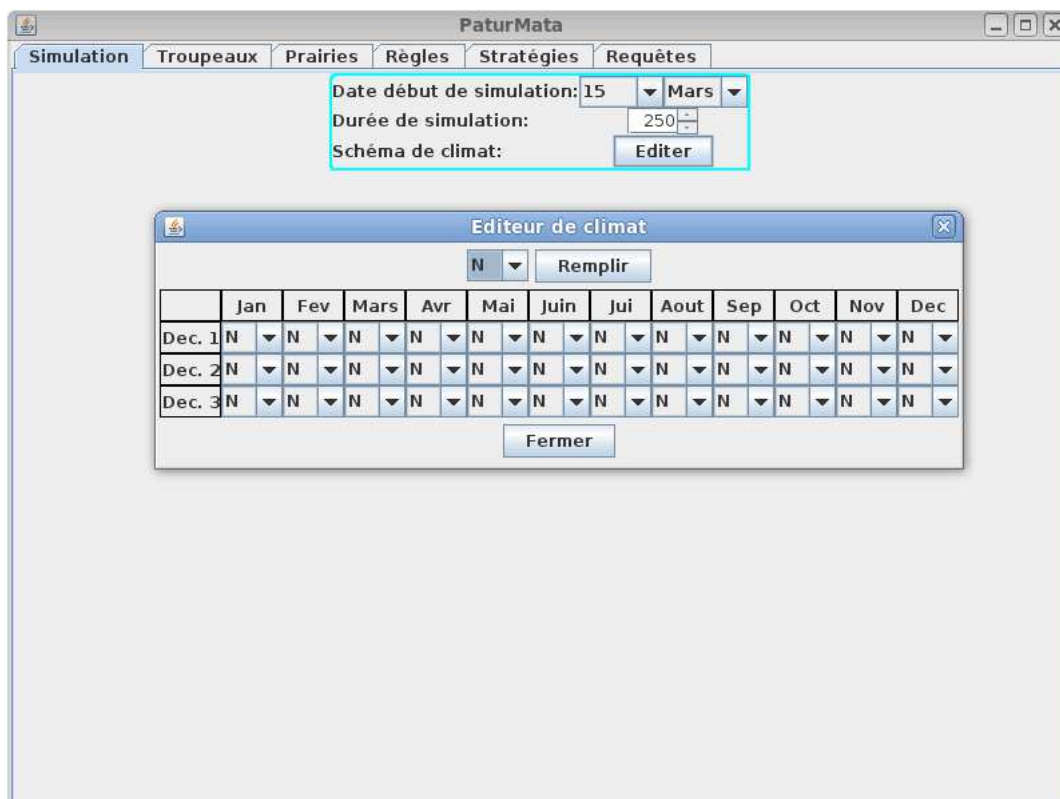 PaturMata
Simulation Troupeaux Prairies Règles Stratégies Requêtes
Date début de simulation: 15 Mars
Durée de simulation: 250
Schéma de climat: Editer
Editeur de climat
N Remplir
Jan Fev Mars Avr Mai Juin Jui Aout Sep Oct Nov Dec
Dec. 1 N N N N N N N N N N N N
Dec. 2 N N N N N N N N N N N N
Dec. 3 N N N N N N N N N N N N
Fermer